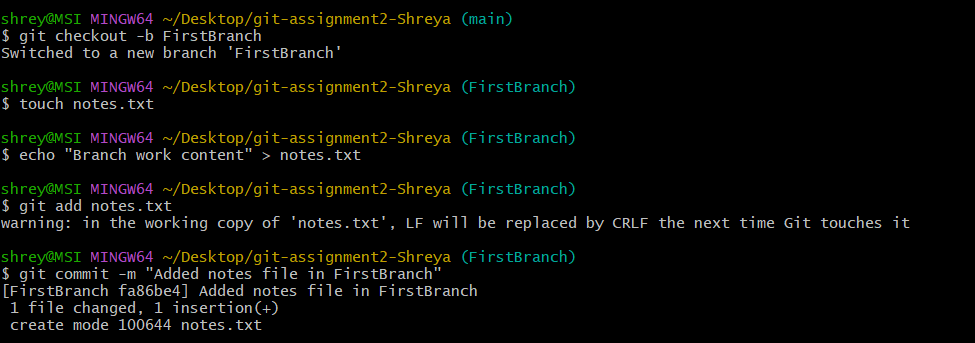 shrey@MSI MINGW64 ~/Desktop/git-assignment2-Shreya (main)
$ git checkout -b FirstBranch
Switched to a new branch 'FirstBranch'
shrey@MSI MINGW64 ~/Desktop/git-assignment2-Shreya (FirstBranch)
$ touch notes.txt
shrey@MSI MINGW64 ~/Desktop/git-assignment2-Shreya (FirstBranch)
$ echo "Branch work content" > notes.txt
shrey@MSI MINGW64 ~/Desktop/git-assignment2-Shreya (FirstBranch)
$ git add notes.txt
warning: in the working copy of 'notes.txt', LF will be replaced by CRLF the next time Git touches it
shrey@MSI MINGW64 ~/Desktop/git-assignment2-Shreya (FirstBranch)
$ git commit -m "Added notes file in FirstBranch"
[FirstBranch fa86be4] Added notes file in FirstBranch
 1 file changed, 1 insertion(+)
 create mode 100644 notes.txt